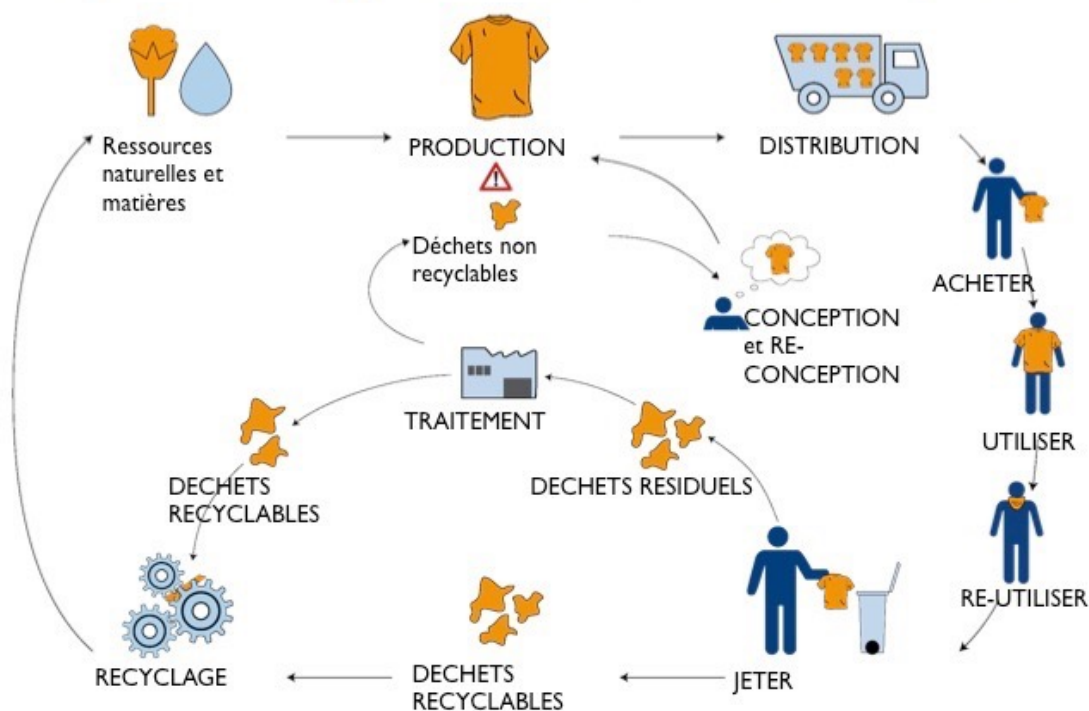 Ressources
naturelles et
matières
PRODUCTION
DISTRIBUTION
!
Déchets non
recyclables
ACHETER
CONCEPTION
et RE-
CONCEPTION
TRAITEMENT
UTILISER
DECHETS
RECYCLABLES
DECHETS RESIDUELS
RE-UTILISER
RECYCLAGE
DECHETS
RECYCLABLES
JETER